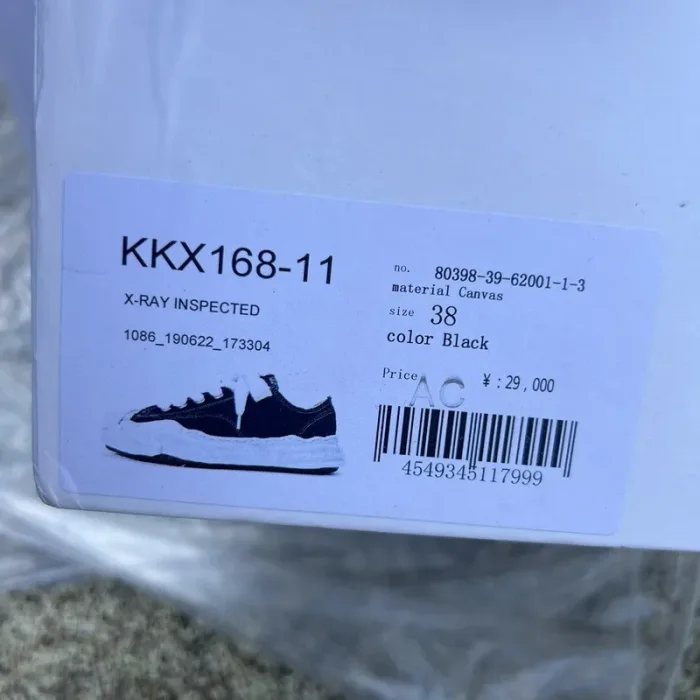 KKX168-11
X-RAY INSPECTED
1086_190622_173304
no. 80398-39-62001-1-3
material Canvas
size 38
color Black
Price AC ¥:29,000
4549345117999